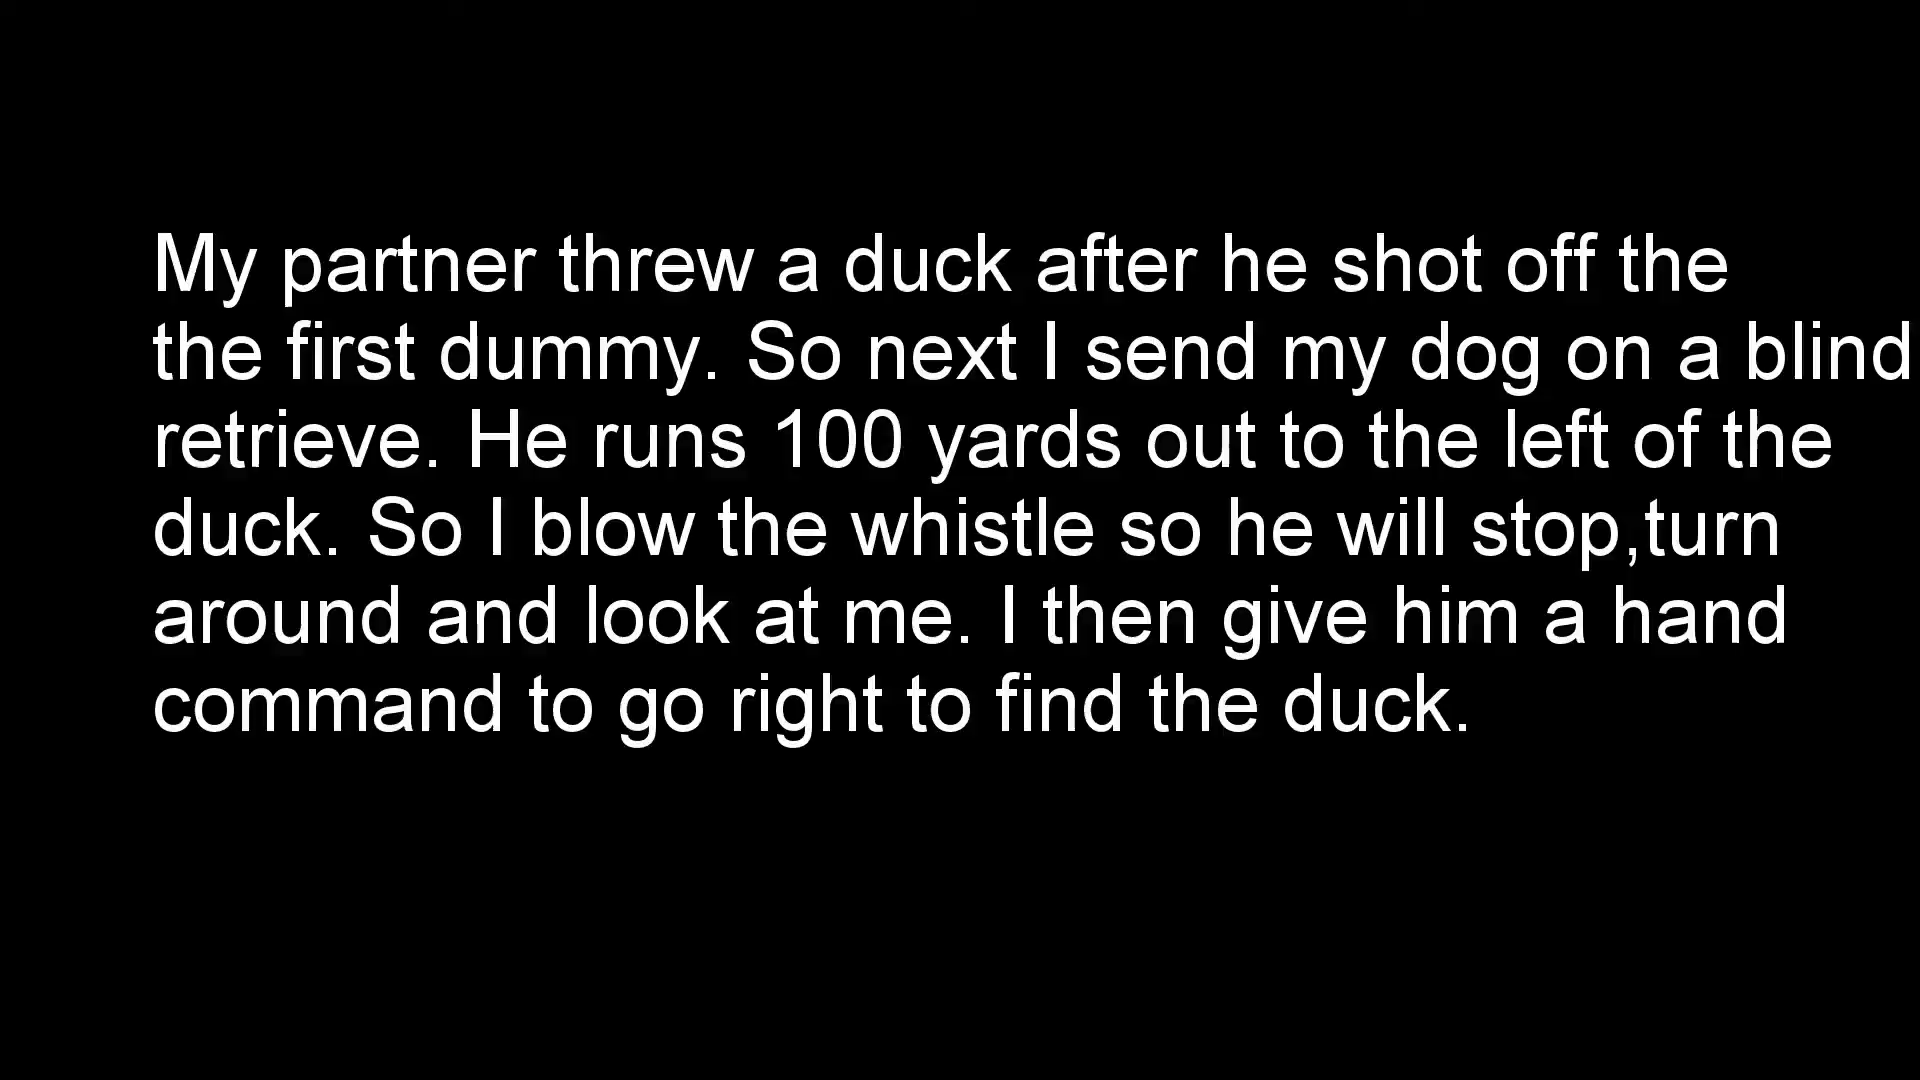 My partner threw a duck after he shot off the
the first dummy. So next I send my dog on a blind
retrieve. He runs 100 yards out to the left of the
duck. So I blow the whistle so he will stop,turn
around and look at me. I then give him a hand
command to go right to find the duck.